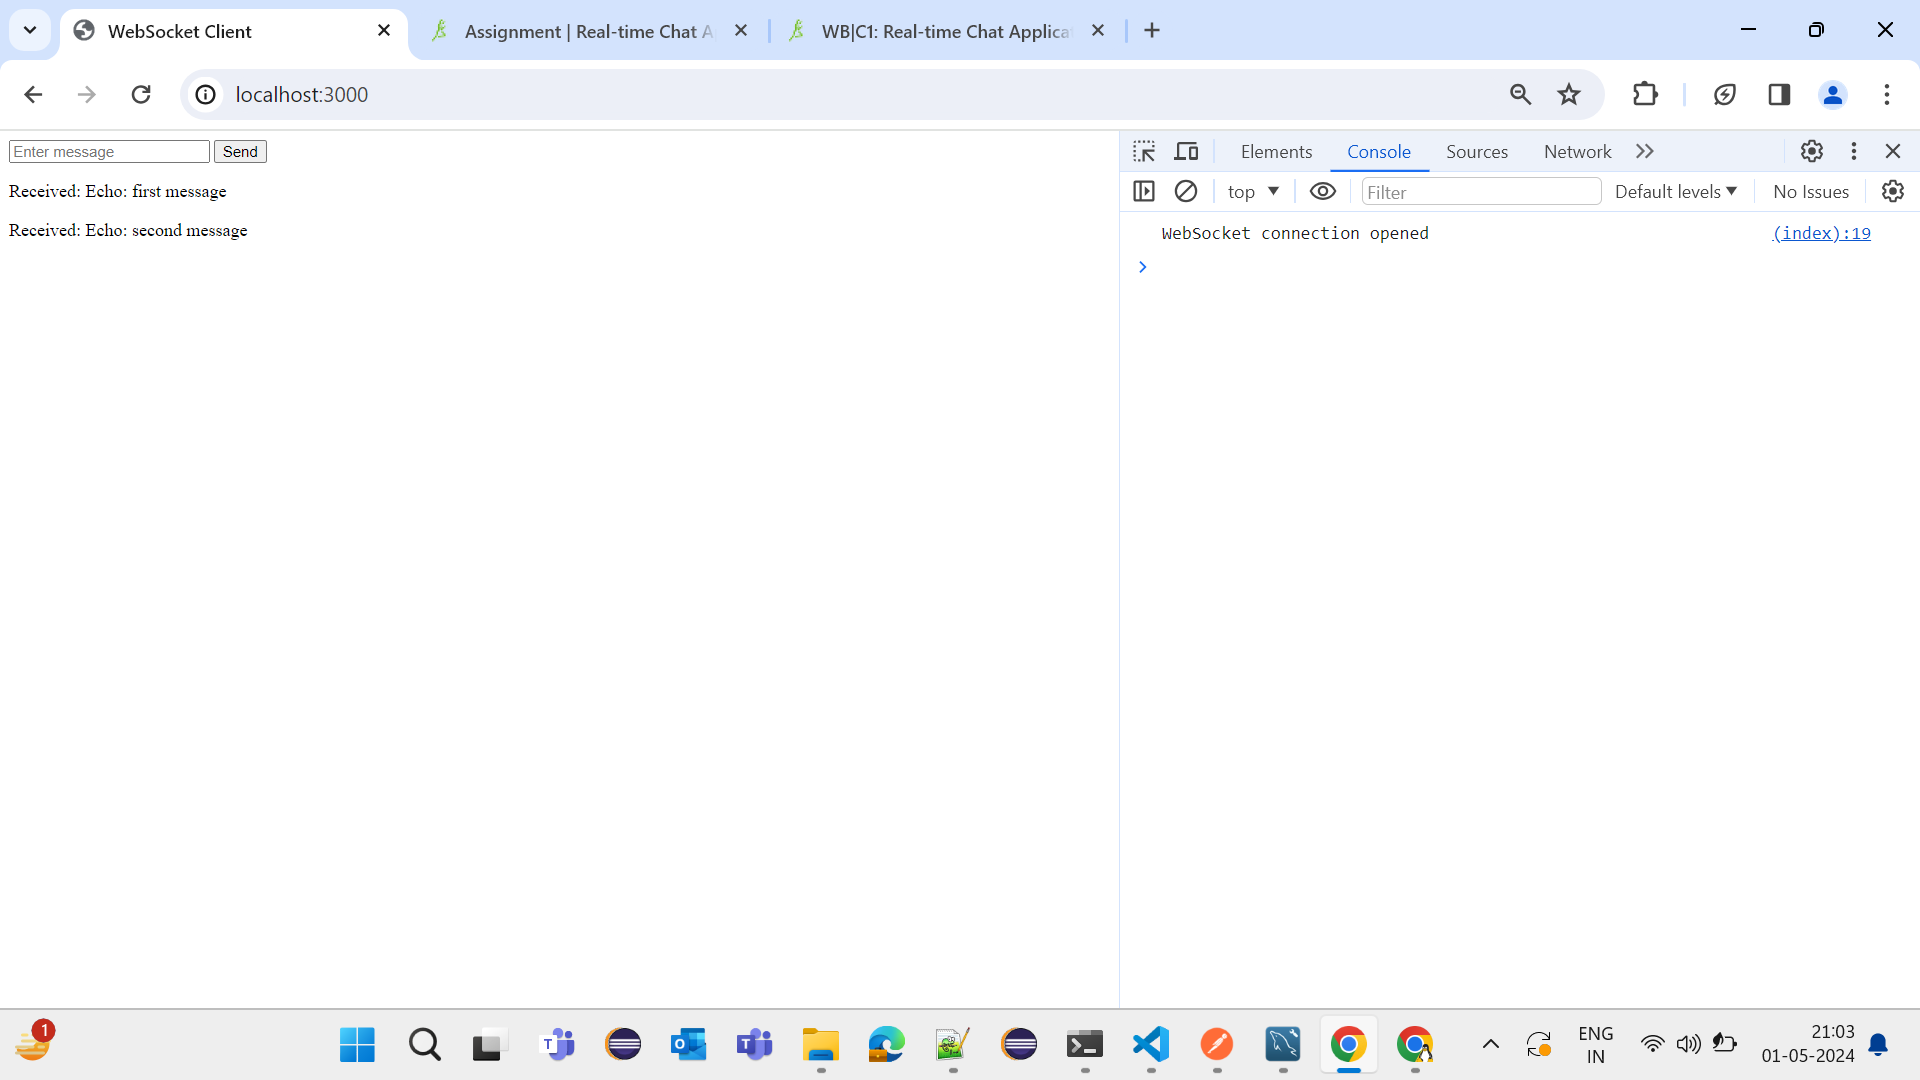 WebSocket Client
Assignment | Real-time Chat A
WB|C1: Real-time Chat Applica
localhost:3000
Enter message Send
Received: Echo: first message
Received: Echo: second message
Elements Console Sources Network
top Filter Default levels No Issues
WebSocket connection opened (index):19
1
ENG
IN
21:03
01-05-2024